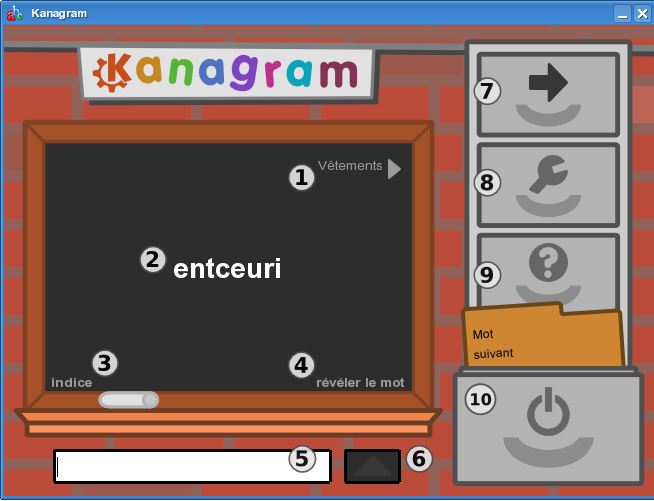 Kanagram
Kanagram
7
1
Vêtements
8
2
entceuri
9
3
4
indice
révéler le mot
Mot
suivant
10
5
6